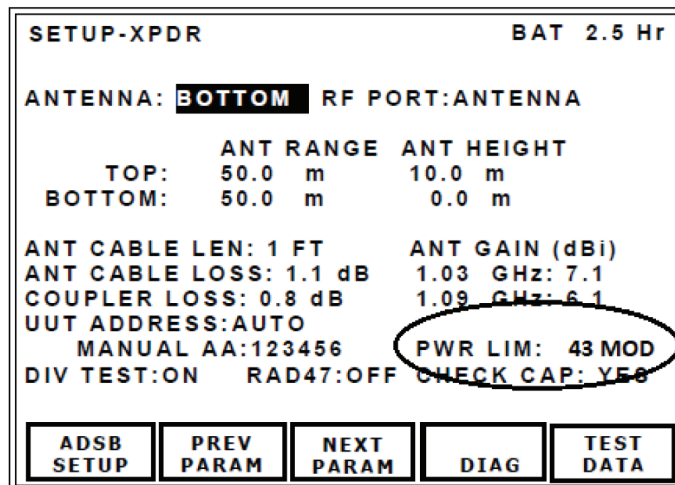 SETUP-XPDR BAT 2.5 Hr
ANTENNA: BOTTOM RF PORT:ANTENNA
ANT RANGE ANT HEIGHT
TOP: 50.0 m 10.0 m
BOTTOM: 50.0 m 0.0 m
ANT CABLE LEN: 1 FT ANT GAIN (dBi)
ANT CABLE LOSS: 1.1 dB 1.03 GHz: 7.1
COUPLER LOSS: 0.8 dB 1.09 GHz: 6.1
UUT ADDRESS:AUTO
MANUAL AA:123456 PWR LIM: 43 MOD
DIV TEST:ON RAD47:OFF CHECK CAP: YES
ADSB SETUP PREV PARAM NEXT PARAM DIAG TEST DATA